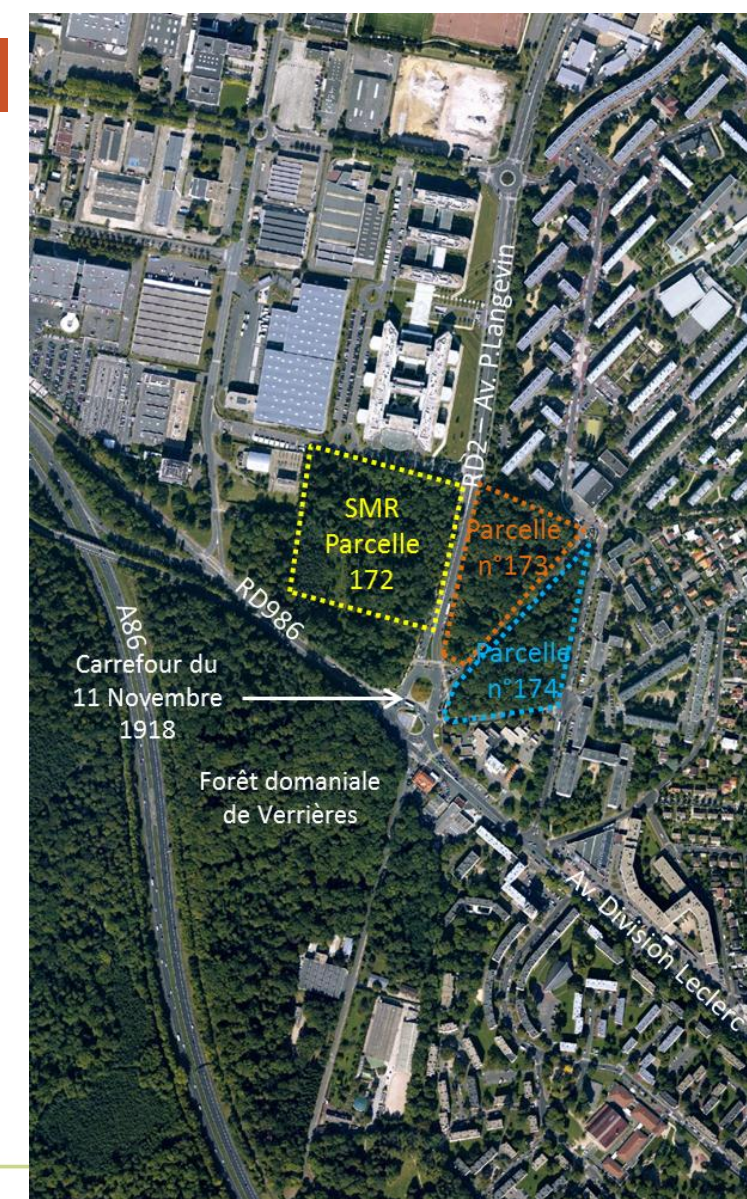 RD2 – Av. P.Langevin
SMR
Parcelle
172
Parcelle
n°173
Parcelle
n°174
RD986
A86
Carrefour du
11 Novembre
1918
Forêt domaniale
de Verrières
Av. Division Leclerc